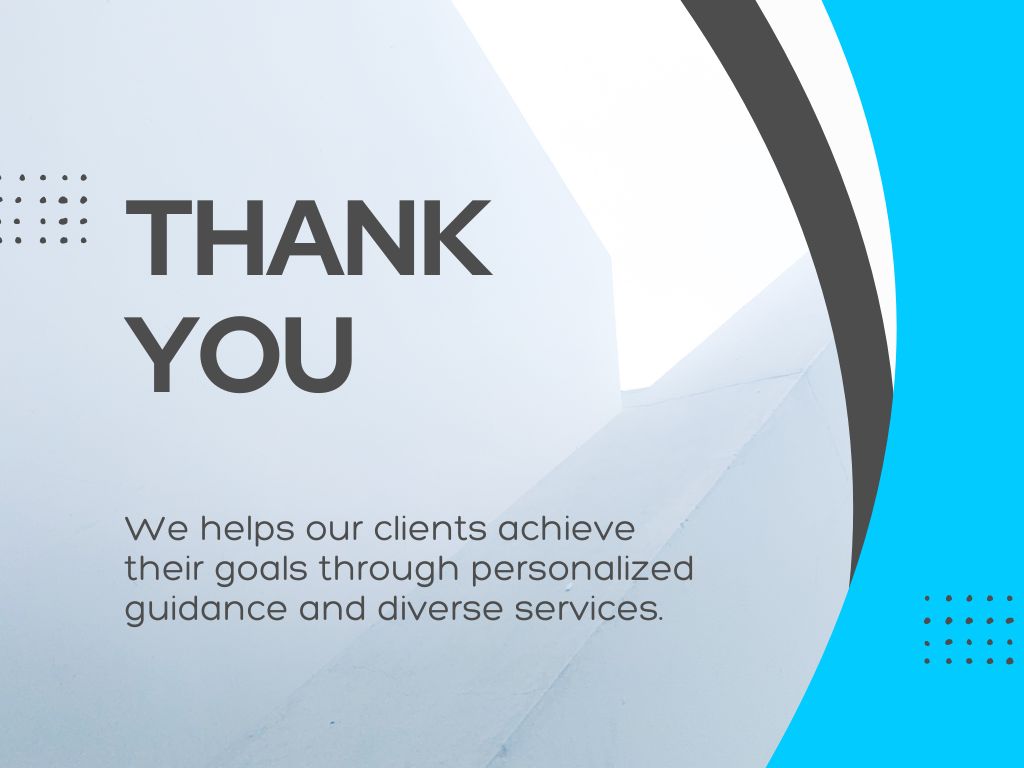 THANK
YOU
We helps our clients achieve
their goals through personalized
guidance and diverse services.